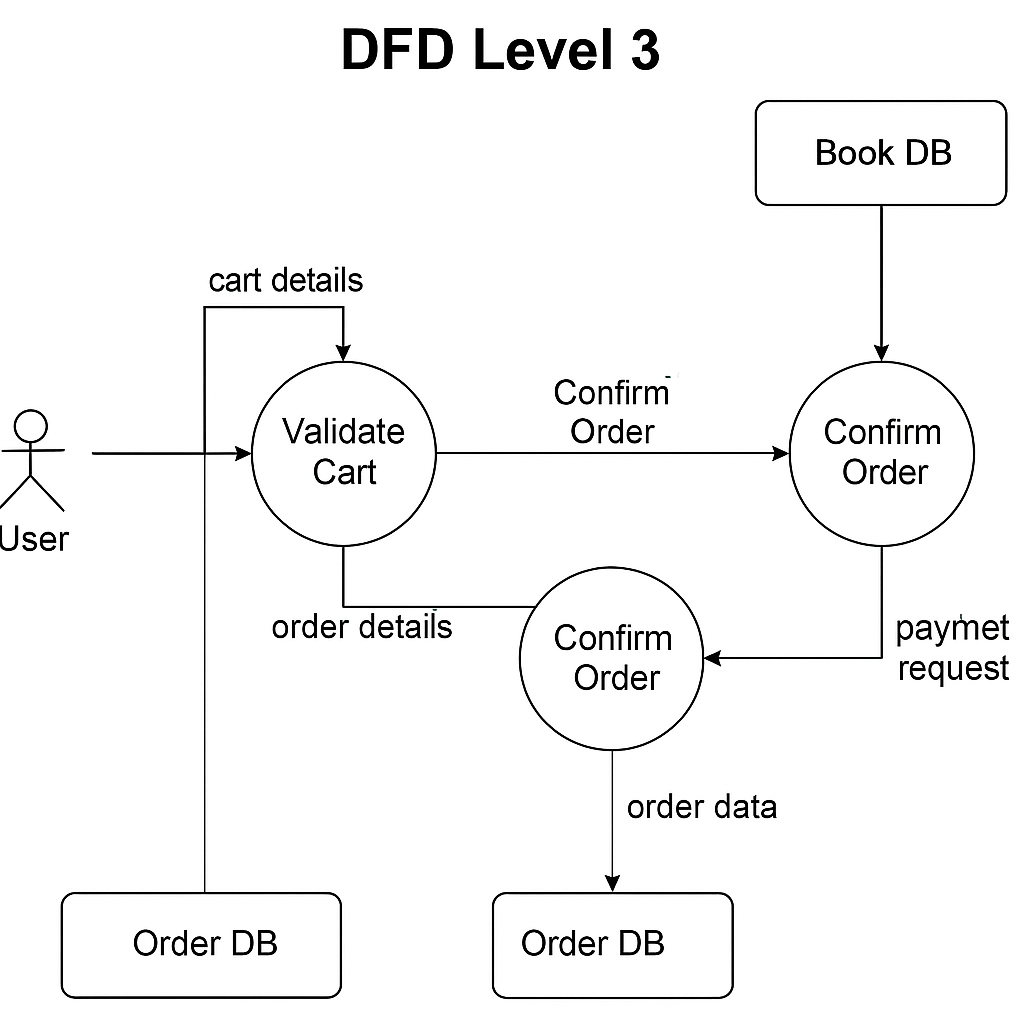 DFD Level 3
Book DB
cart details
Validate
Cart
Confirm
Order
Confirm
Order
User
order details
Confirm
Order
paymet
request
order data
Order DB
Order DB